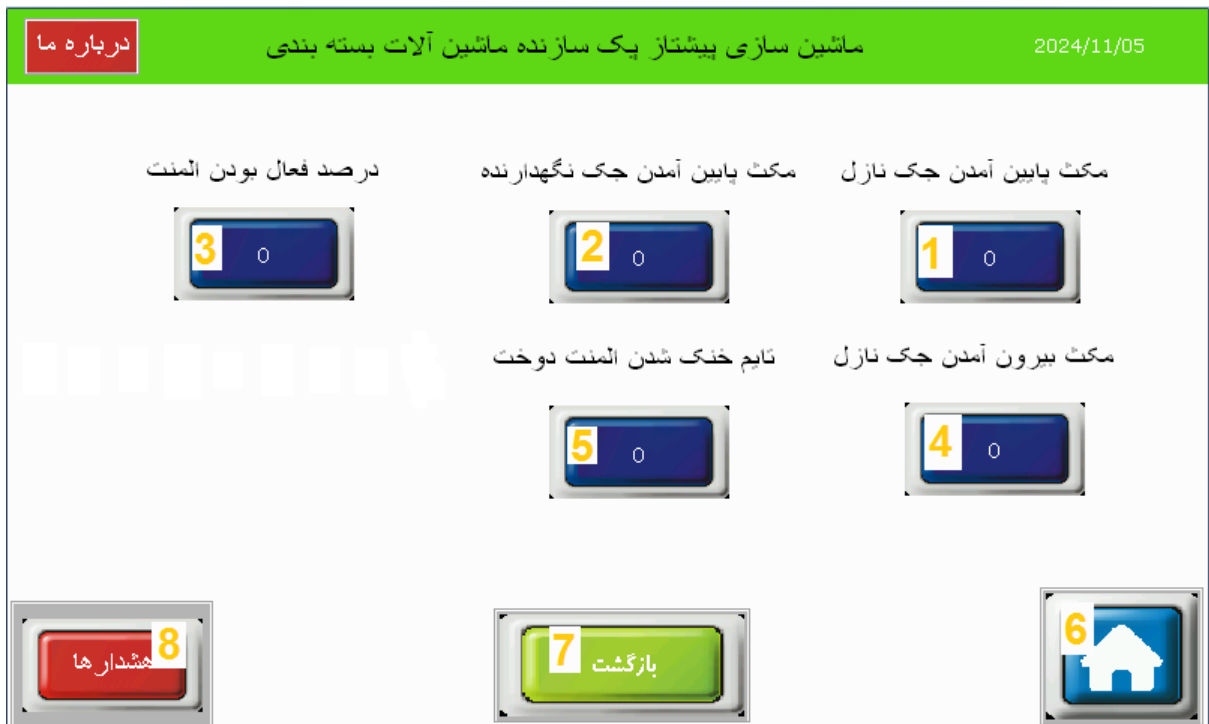 2024/11/05
ماشین سازی پیشتاز پک سازنده ماشین آلات بسته بندی
درباره ما
مکث پایین آمدن جک نازل
مکث پایین آمدن جک نگهدارنده
درصد فعال بودن المنت
1 0
2 0
3 0
مکث بیرون آمدن جک نازل
تایم خنک شدن المنت دوخت
4 0
5 0
6
7 بازگشت
8 هشدارها